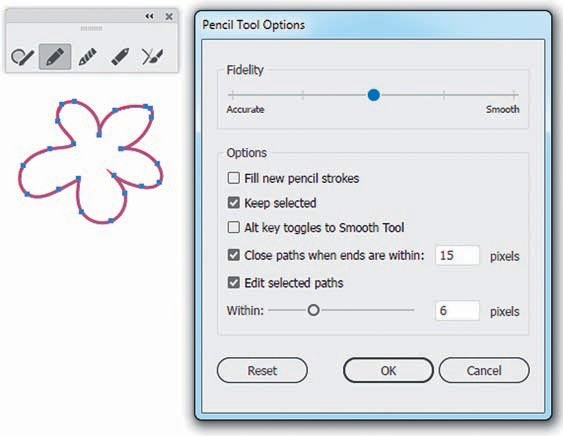 Pencil Tool Options
Fidelity
Accurate Smooth
Options
Fill new pencil strokes
Keep selected
Alt key toggles to Smooth Tool
Close paths when ends are within: 15 pixels
Edit selected paths
Within: 6 pixels
Reset OK Cancel